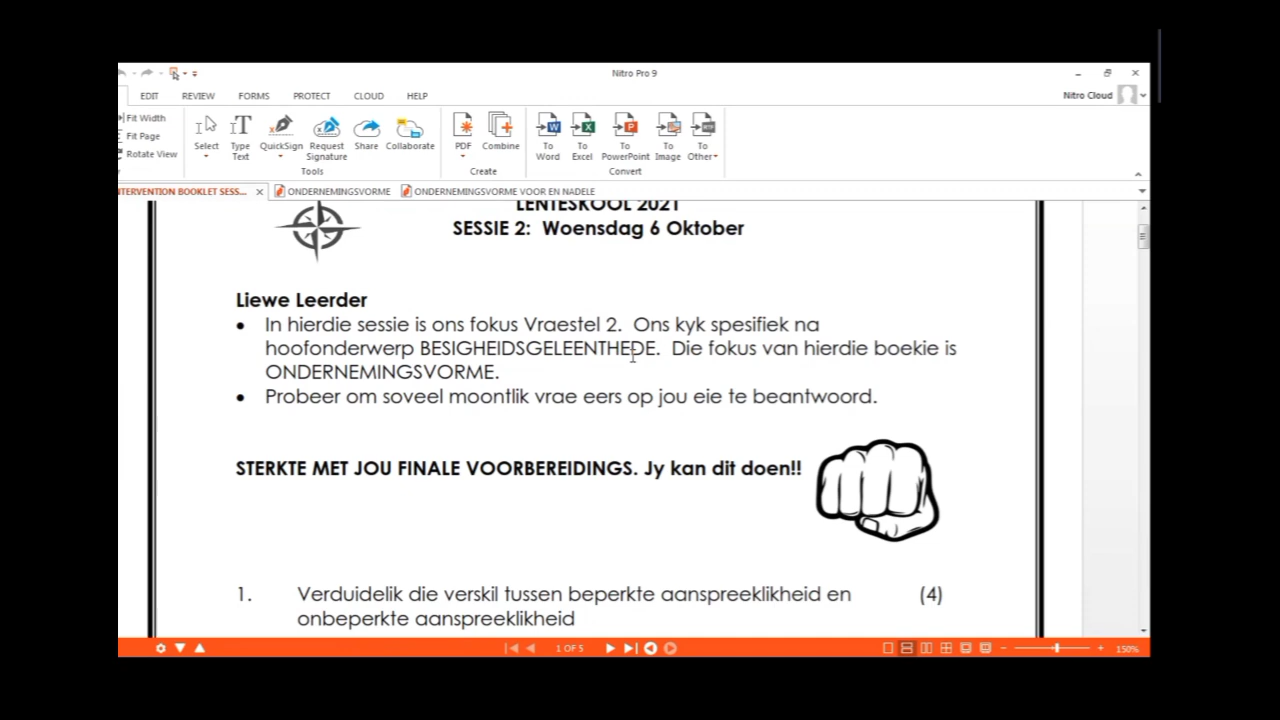 Nitro Pro 9
EDIT REVIEW FORMS PROTECT CLOUD HELP
Nitro Cloud
Fit Width
Fit Page
Rotate View
Select
Type Text
QuickSign
Request Signature
Share
Collaborate
Tools
PDF
Combine
Create
To Word
To Excel
To PowerPoint
To Image
To Other
Convert
NTERVENTION BOOKLET SESS... ONDERNEMINGSVORME ONDERNEMINGSVORME VOOR EN NADELE
LENTESKOOL 2021
SESSIE 2: Woensdag 6 Oktober
Liewe Leerder
• In hierdie sessie is ons fokus Vraestel 2. Ons kyk spesifiek na
hoofonderwerp BESIGHEIDSGELEENTHEDE. Die fokus van hierdie boekie is
ONDERNEMINGSVORME.
• Probeer om soveel moontlik vrae eers op jou eie te beantwoord.
STERKTE MET JOU FINALE VOORBEREIDINGS. Jy kan dit doen!!
1. Verduidelik die verskil tussen beperkte aanspreeklikheid en (4)
onbeperkte aanspreeklikheid
1 OF 5
150%